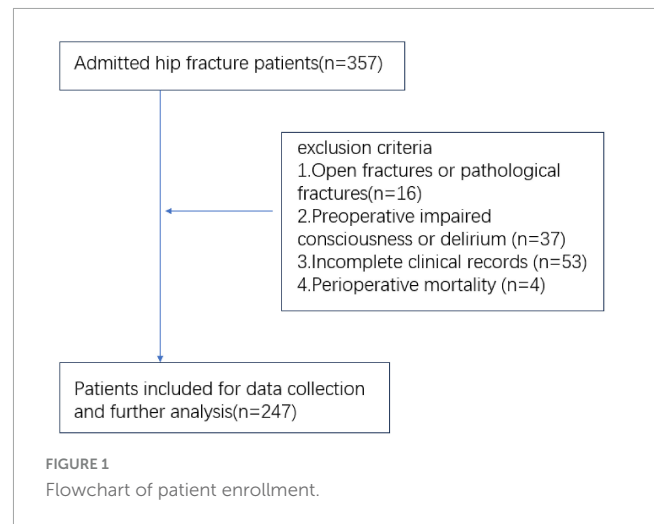 Admitted hip fracture patients(n=357)
exclusion criteria
1.Open fractures or pathological
fractures(n=16)
2.Preoperative impaired
consciousness or delirium (n=37)
3.Incomplete clinical records (n=53)
4.Perioperative mortality (n=4)
Patients included for data collection
and further analysis(n=247)
FIGURE 1
Flowchart of patient enrollment.